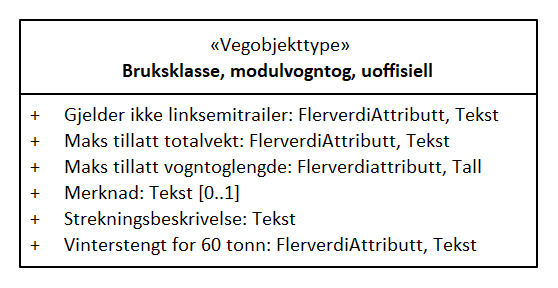 «Vegobjekttype»
Bruksklasse, modulvogntog, uoffisiell
+ Gjelder ikke linksemitrailer: FlerverdiAttributt, Tekst
+ Maks tillatt totalvekt: FlerverdiAttributt, Tekst
+ Maks tillatt vogntoglengde: Flerverdiattributt, Tall
+ Merknad: Tekst [0..1]
+ Strekningsbeskrivelse: Tekst
+ Vinterstengt for 60 tonn: FlerverdiAttributt, Tekst